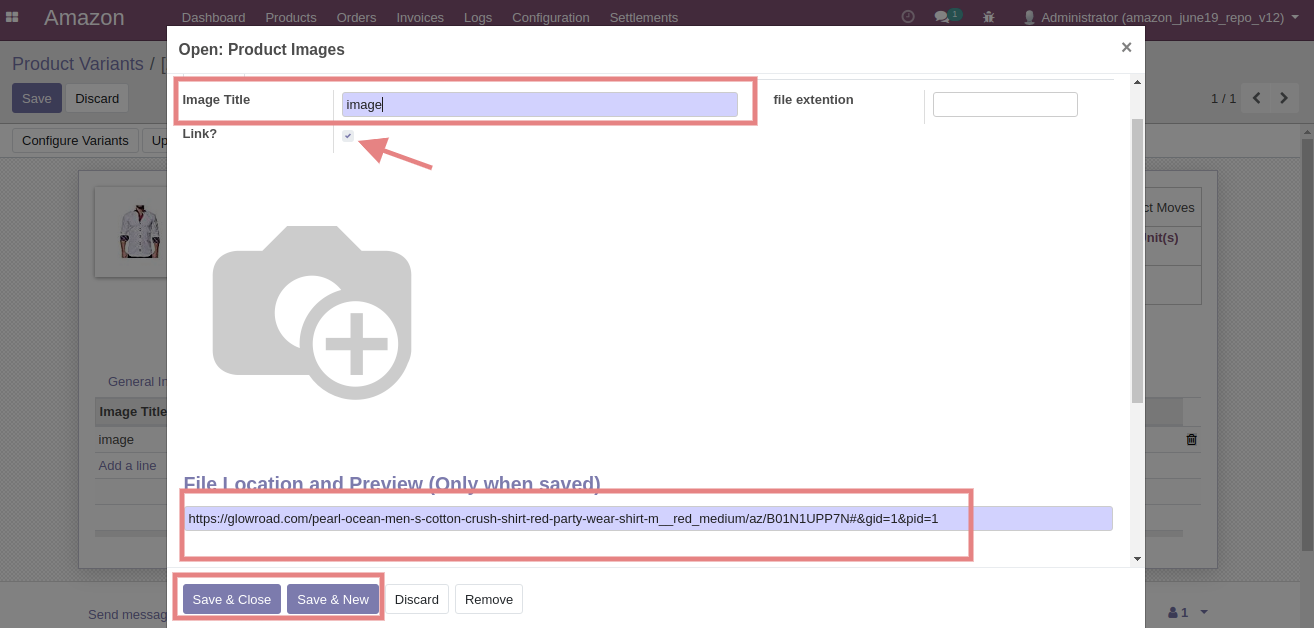 Amazon Dashboard Products Orders Invoices Logs Configuration Settlements 1 Administrator (amazon_june19_repo_v12)
Open: Product Images ×
Product Variants / [
Save Discard
1 / 1
Configure Variants
Image Title image file extention
Link?
ct Moves
General In
Image Title
image
Add a line
File Location and Preview (Only when saved)
https://glowroad.com/pearl-ocean-men-s-cotton-crush-shirt-red-party-wear-shirt-m__red_medium/az/B01N1UPP7N#&gid=1&pid=1
Save & Close Save & New Discard Remove
Send messag
1